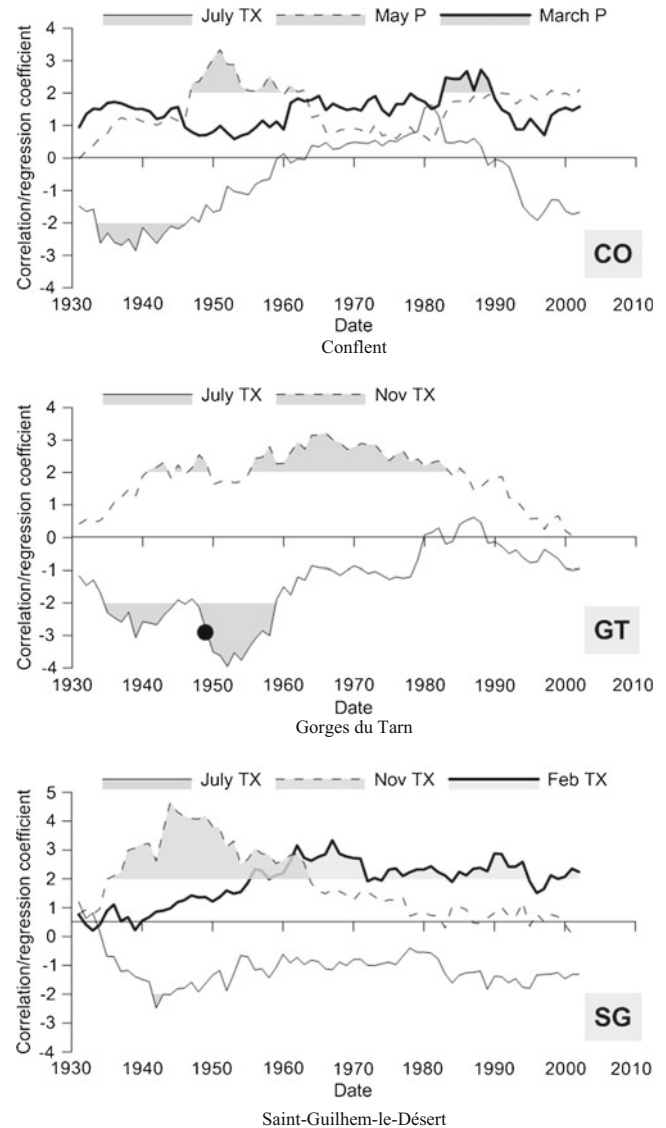 July TX May P March P
Correlation/regression coefficient
4
3
2
1
0
-1
-2
-3
-4
CO
1930 1940 1950 1960 1970 1980 1990 2000 2010
Date
Conflent
July TX Nov TX
Correlation/regression coefficient
4
3
2
1
0
-1
-2
-3
-4
GT
1930 1940 1950 1960 1970 1980 1990 2000 2010
Date
Gorges du Tarn
July TX Nov TX Feb TX
Correlation/regression coefficient
5
4
3
2
1
0
-1
-2
-3
-4
SG
1930 1940 1950 1960 1970 1980 1990 2000 2010
Date
Saint-Guilhem-le-Désert